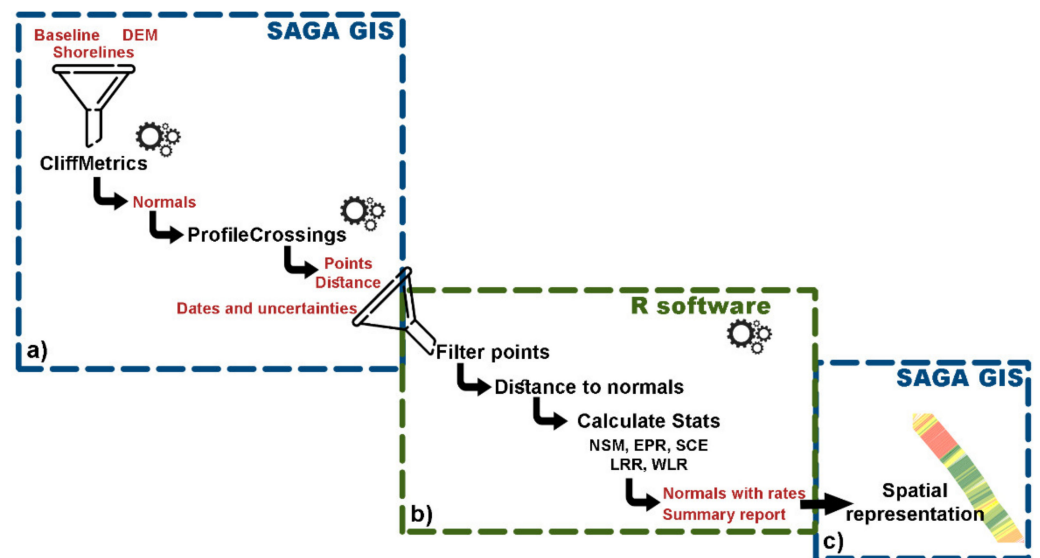 SAGA GIS
Baseline DEM
Shorelines
CliffMetrics
Normals
ProfileCrossings
Points
Distance
Dates and uncertainties
a)
R software
Filter points
Distance to normals
Calculate Stats
NSM, EPR, SCE
LRR, WLR
Normals with rates
Summary report
b)
SAGA GIS
Spatial
representation
c)